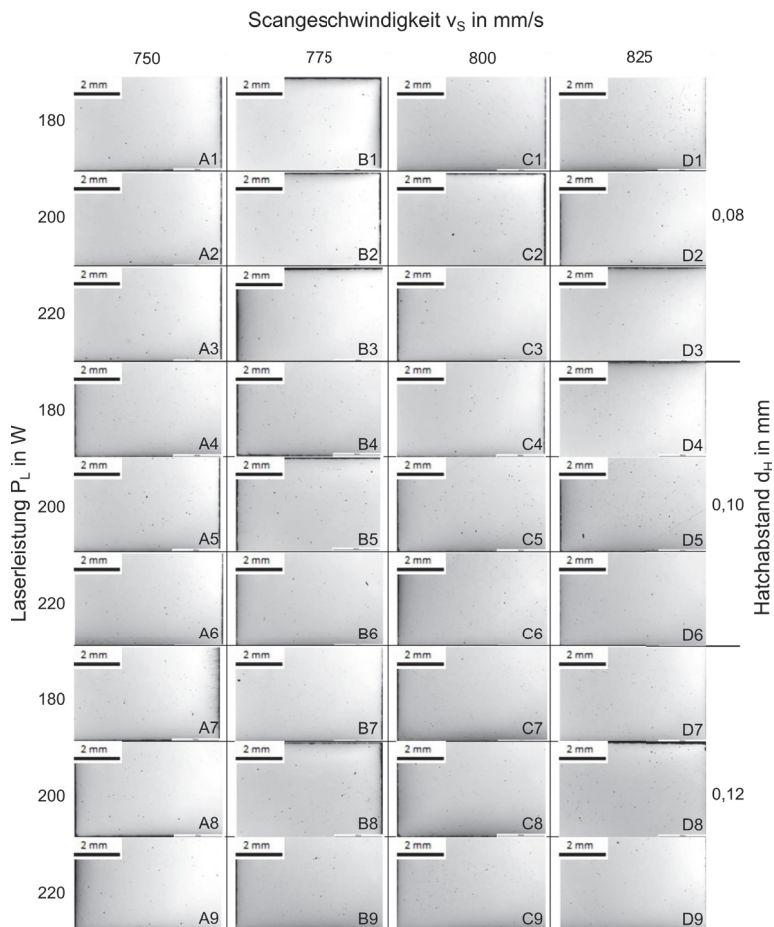 Scangeschwindigkeit vS in mm/s
750 775 800 825
2 mm 2 mm 2 mm 2 mm
180
A1 B1 C1 D1
2 mm 2 mm 2 mm 2 mm
200 0,08
A2 B2 C2 D2
2 mm 2 mm 2 mm 2 mm
220
A3 B3 C3 D3
2 mm 2 mm 2 mm 2 mm
180
A4 B4 C4 D4
2 mm 2 mm 2 mm 2 mm
200 0,10
A5 B5 C5 D5
2 mm 2 mm 2 mm 2 mm
220
A6 B6 C6 D6
2 mm 2 mm 2 mm 2 mm
180
A7 B7 C7 D7
2 mm 2 mm 2 mm 2 mm
200 0,12
A8 B8 C8 D8
2 mm 2 mm 2 mm 2 mm
220
A9 B9 C9 D9
Laserleistung PL in W
Hatchabstand dH in mm